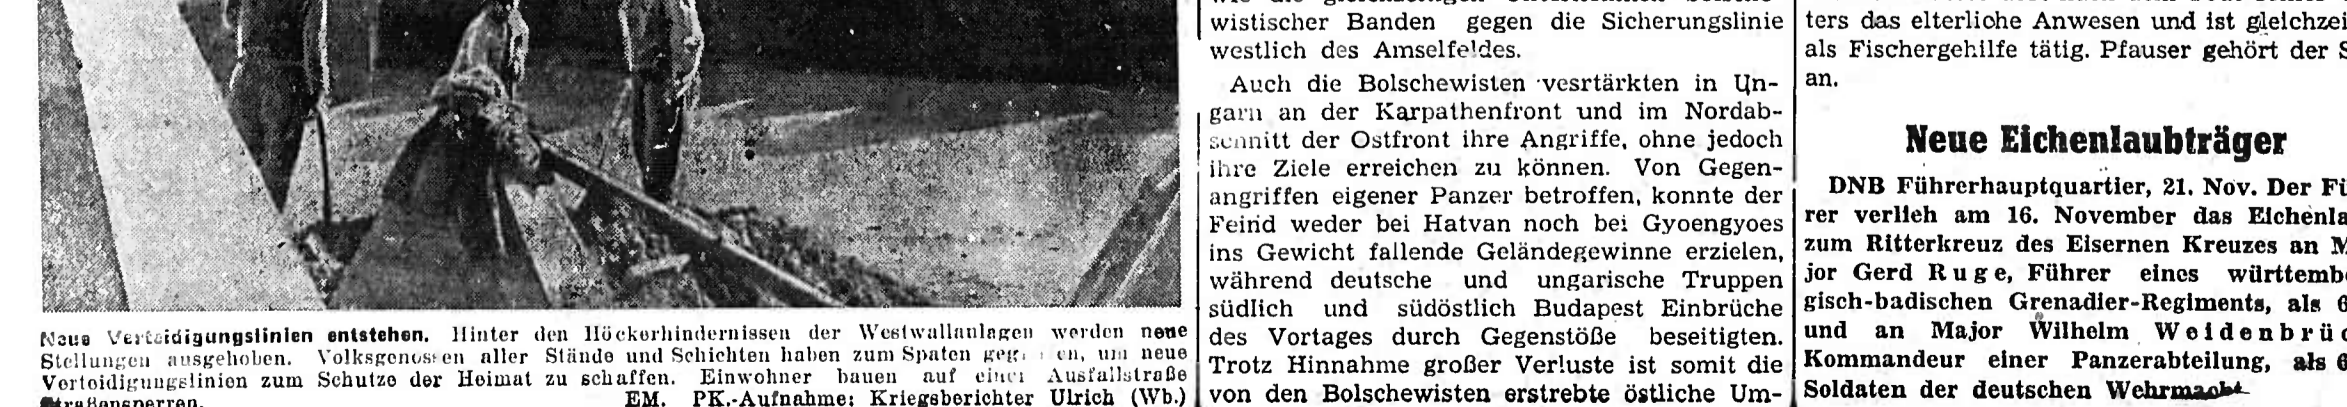 Neue Verteidigungslinien entstehen. Hinter den Höckerhindernissen der Westwallanlagen werden neue
Stellungen ausgehoben. Volksgenossen aller Stände und Schichten haben zum Spaten um neue
Verteidigungslinien zum Schutze der Heimat zu schaffen. Einwohner bauen auf einer Ausfallstraße
Straßensperren. EM. PK.-Aufnahme: Kriegsberichter Ulrich (Wb.)
wistischer Banden gegen die Sicherungslinie
westlich des Amselfeldes.
Auch die Bolschewisten vesrtärkten in Un-
garn an der Karpathenfront und im Nordab-
schnitt der Ostfront ihre Angriffe, ohne jedoch
ihre Ziele erreichen zu können. Von Gegen-
angriffen eigener Panzer betroffen, konnte der
Feind weder bei Hatvan noch bei Gyoengyoes
ins Gewicht fallende Geländegewinne erzielen,
während deutsche und ungarische Truppen
südlich und südöstlich Budapest Einbrüche
des Vortages durch Gegenstöße beseitigten.
Trotz Hinnahme großer Verluste ist somit die
von den Bolschewisten erstrebte östliche Um-
ters das elterliche Anwesen und ist gleichzei
als Fischergehilfe tätig. Pfauser gehört der
an.
Neue Eichenlaubträger
DNB Führerhauptquartier, 21. Nov. Der Fü
rer verlieh am 16. November das Eichenla
zum Ritterkreuz des Eisernen Kreuzes an M
jor Gerd Ruge, Führer eines württembe
gisch-badischen Grenadier-Regiments, als 6
und an Major Wilhelm Weidenbrüc
Kommandeur einer Panzerabteilung, als 6
Soldaten der deutschen Wehrmacht